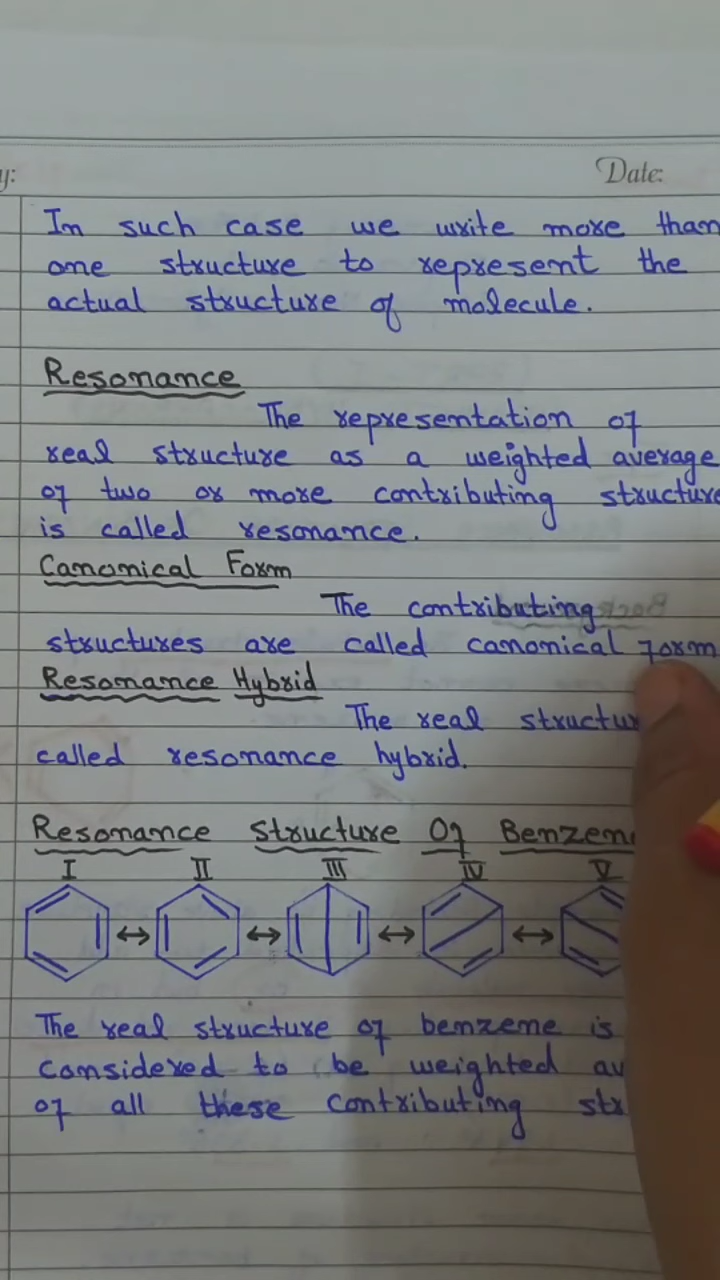 y:
Date:
In such case we write more than
one structure to represent the
actual structure of molecule.
Resonance
The representation of
real structure as a weighted average
of two or more contributing structure
is called resonance.
Canonical Form
The contributing
structures are called canonical form
Resonance Hybrid
The real structu
called resonance hybrid.
Resonance Structure Of Benzen
I II III IV V
The real structure of benzene is
considered to be weighted av
of all these contributing str